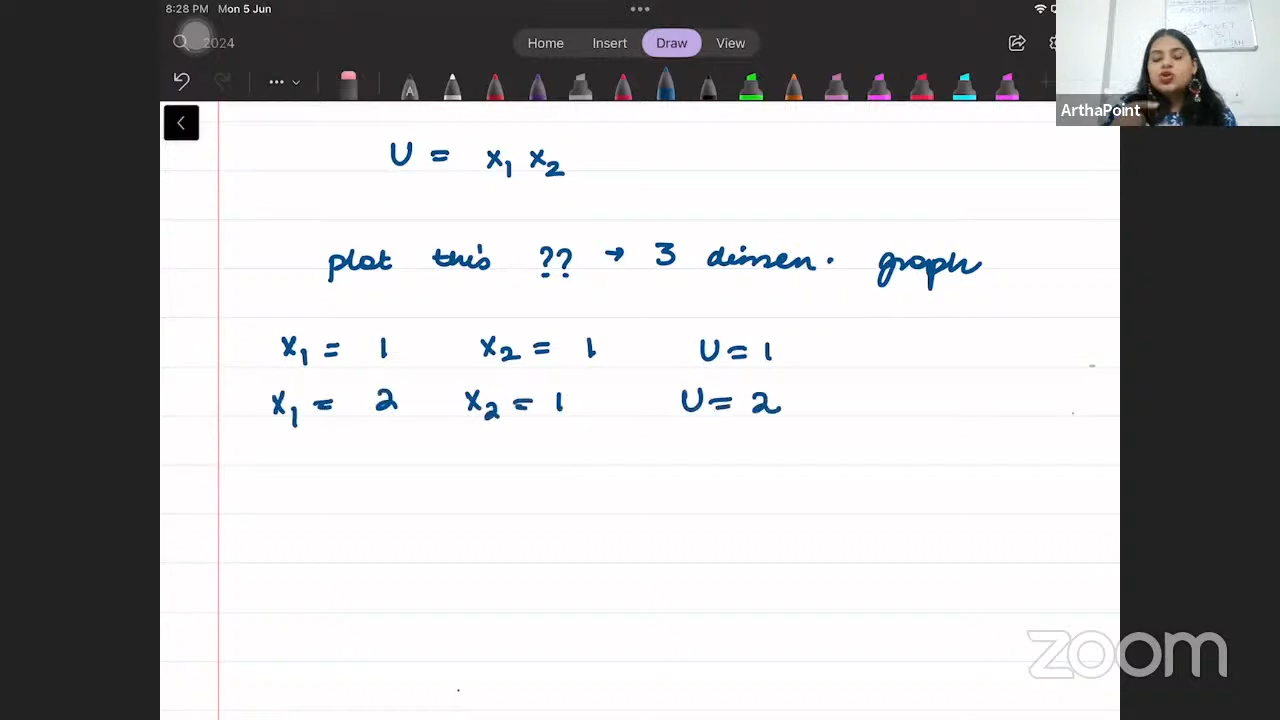 8:28 PM Mon 5 Jun
2024
Home Insert Draw View
A
ArthaPoint
U = x₁ x₂
plot this ?? → 3 dimen. graph
x₁ = 1 x₂ = 1 U = 1
x₁ = 2 x₂ = 1 U = 2
zoom